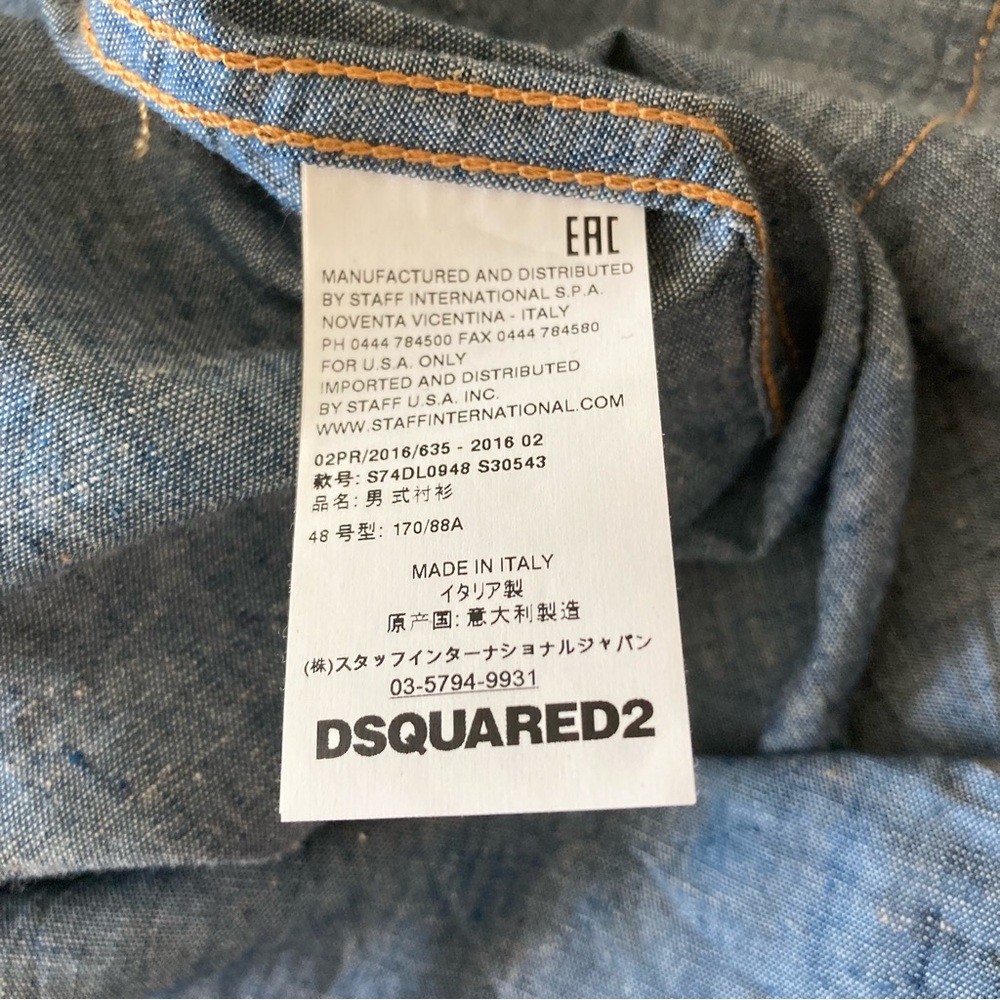 EAC
MANUFACTURED AND DISTRIBUTED
BY STAFF INTERNATIONAL S.P.A.
NOVENTA VICENTINA - ITALY
PH 0444 784500 FAX 0444 784580
FOR U.S.A. ONLY
IMPORTED AND DISTRIBUTED
BY STAFF U.S.A. INC.
WWW.STAFFINTERNATIONAL.COM
02PR/2016/635 - 2016 02
款号: S74DL0948 S30543
品名: 男 式衬衫
48 号型: 170/88A
MADE IN ITALY
イタリア製
原产国: 意大利製造
(株)スタッフインターナショナルジャパン
03-5794-9931
DSQUARED2